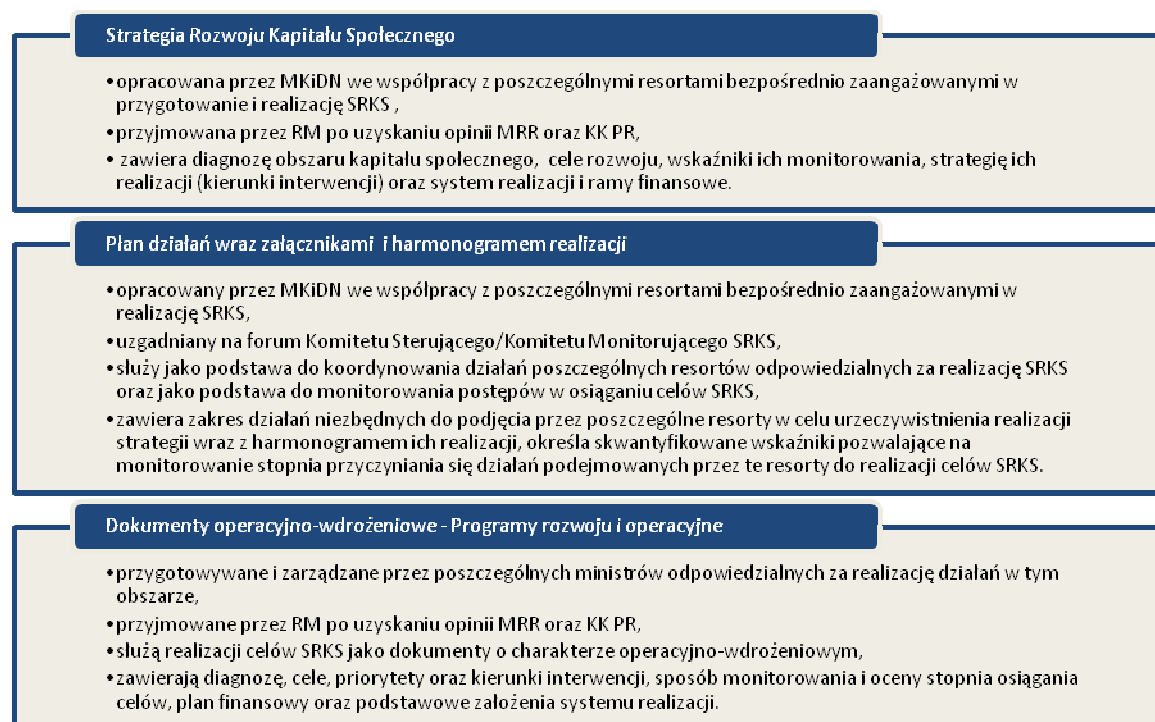 Strategia Rozwoju Kapitału Społecznego
•opracowana przez MKiDN we współpracy z poszczególnymi resortami bezpośrednio zaangażowanymi w
przygotowanie i realizację SRKS ,
•przyjmowana przez RM po uzyskaniu opinii MRR oraz KK PR,
• zawiera diagnozę obszaru kapitału społecznego, cele rozwoju, wskaźniki ich monitorowania, strategię ich
realizacji (kierunki interwencji) oraz system realizacji i ramy finansowe.
Plan działań wraz załącznikami i harmonogramem realizacji
•opracowany przez MKiDN we współpracy z poszczególnymi resortami bezpośrednio zaangażowanymi w
realizację SRKS,
•uzgadniany na forum Komitetu Sterującego/Komitetu Monitorującego SRKS,
•służy jako podstawa do koordynowania działań poszczególnych resortów odpowiedzialnych za realizację SRKS
oraz jako podstawa do monitorowania postępów w osiąganiu celów SRKS,
•zawiera zakres działań niezbędnych do podjęcia przez poszczególne resorty w celu urzeczywistnienia realizacji
strategii wraz z harmonogramem ich realizacji, określa skwantyfikowane wskaźniki pozwalające na
monitorowanie stopnia przyczyniania się działań podejmowanych przez te resorty do realizacji celów SRKS.
Dokumenty operacyjno-wdrożeniowe - Programy rozwoju i operacyjne
•przygotowywane i zarządzane przez poszczególnych ministrów odpowiedzialnych za realizację działań w tym
obszarze,
•przyjmowane przez RM po uzyskaniu opinii MRR oraz KK PR,
•służą realizacji celów SRKS jako dokumenty o charakterze operacyjno-wdrożeniowym,
•zawierają diagnozę, cele, priorytety oraz kierunki interwencji, sposób monitorowania i oceny stopnia osiągania
celów, plan finansowy oraz podstawowe założenia systemu realizacji.